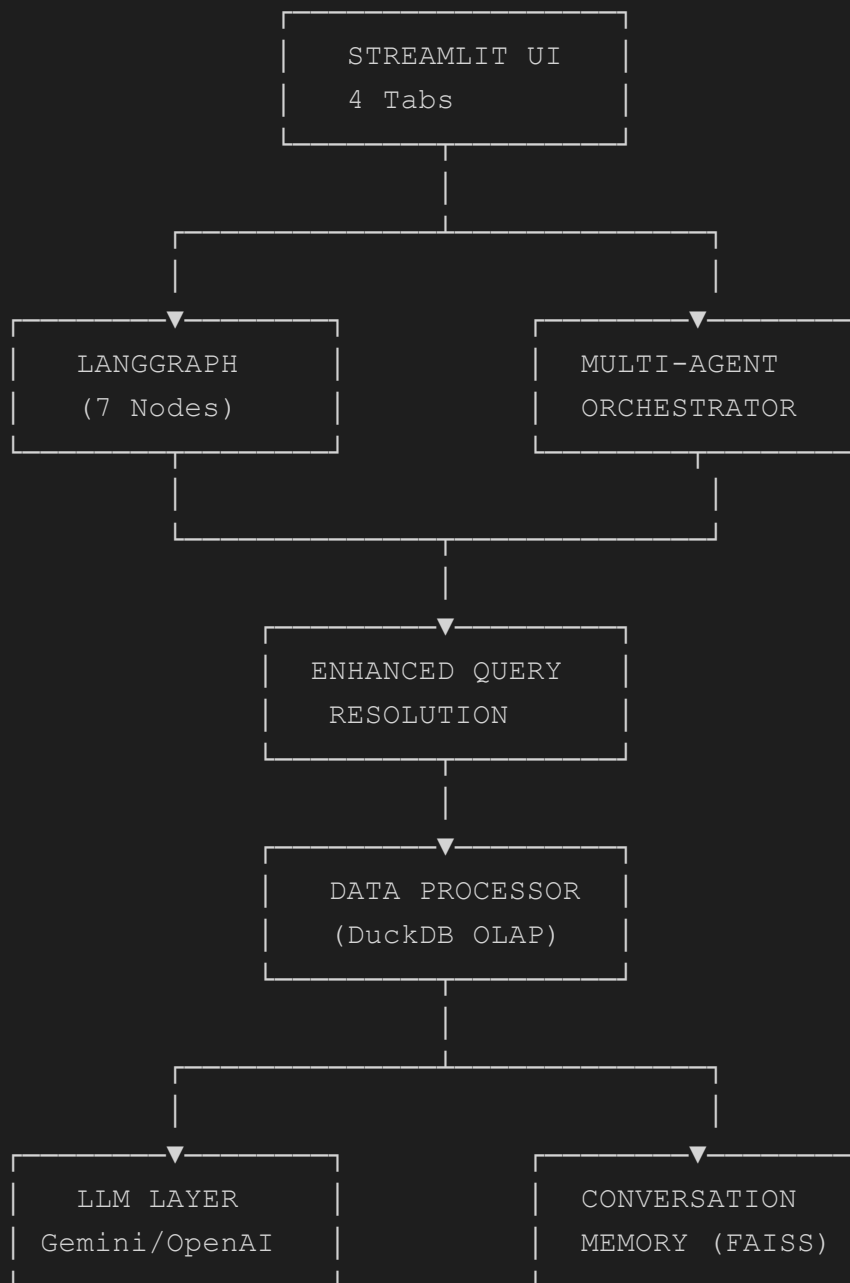 STREAMLIT UI
4 Tabs
LANGGRAPH
(7 Nodes)
MULTI-AGENT
ORCHESTRATOR
ENHANCED QUERY
RESOLUTION
DATA PROCESSOR
(DuckDB OLAP)
LLM LAYER
Gemini/OpenAI
CONVERSATION
MEMORY (FAISS)